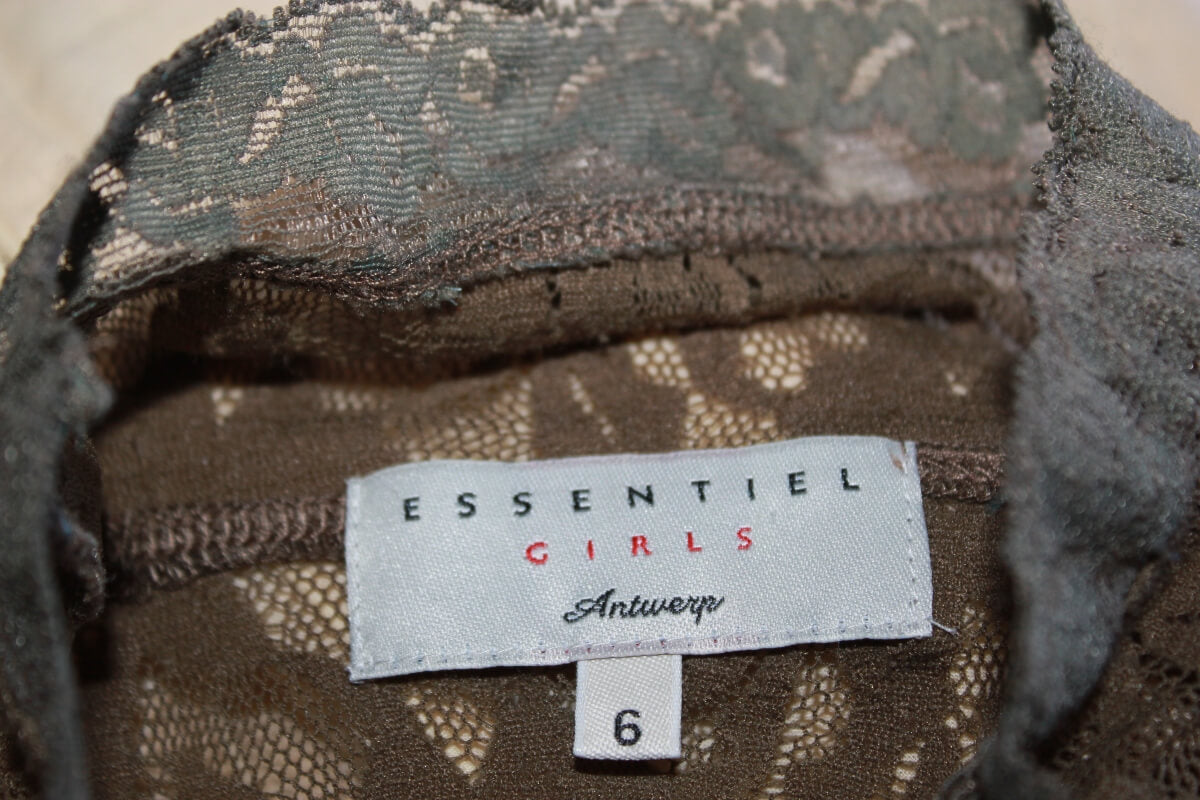 ESSENTIEL
GIRLS
Antwerp
6